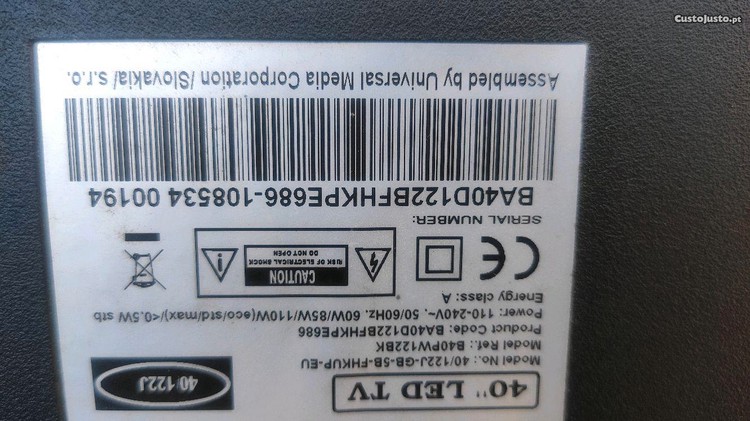 CustoJusto.pt
40'' LED TV
40/122J
Model No.: 40/122J-GB-5B-FHKUP-EU
Model Ref.: B40PW122BK
Product Code: BA40D122BFHKPE686
Power: 110-240V~, 50/60Hz, 60W/85W/110W(eco/std/max)/<0.5W stb
Energy class: A
CE
CAUTION
RISK OF ELECTRICAL SHOCK
DO NOT OPEN
SERIAL NUMBER:
BA40D122BFHKPE686-108534 00194
Assembled by Universal Media Corporation /Slovakia/ s.r.o.